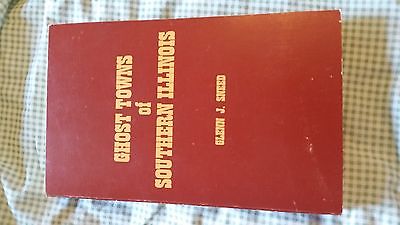 GHOST TOWNS
of
SOUTHERN ILLINOIS
GLENN J. SNEED